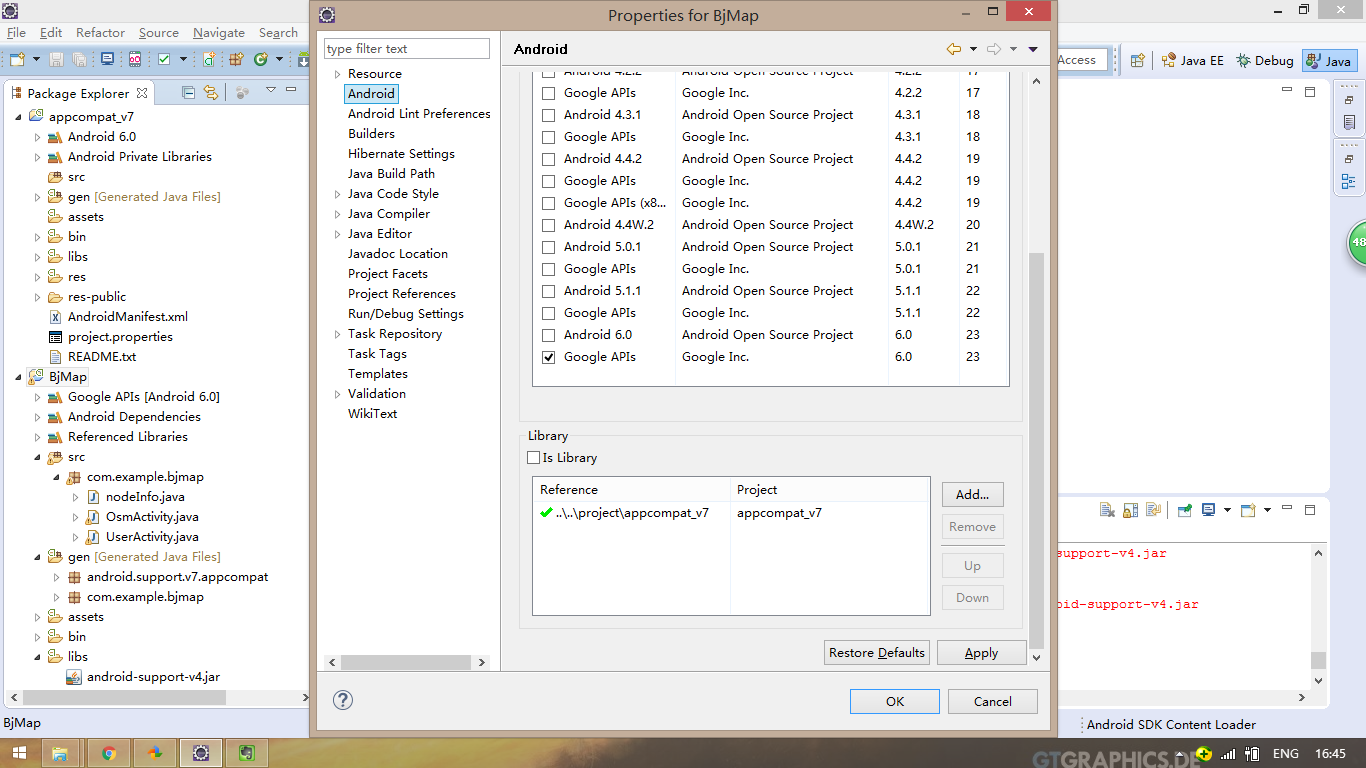 Properties for BjMap
File Edit Refactor Source Navigate Search
Access
Java EE
Debug
Java
Package Explorer
appcompat_v7
Android 6.0
Android Private Libraries
src
gen [Generated Java Files]
assets
bin
libs
res
res-public
AndroidManifest.xml
project.properties
README.txt
BjMap
Google APIs [Android 6.0]
Android Dependencies
Referenced Libraries
src
com.example.bjmap
nodeInfo.java
OsmActivity.java
UserActivity.java
gen [Generated Java Files]
android.support.v7.appcompat
com.example.bjmap
assets
bin
libs
android-support-v4.jar
BjMap
type filter text
Resource
Android
Android Lint Preferences
Builders
Hibernate Settings
Java Build Path
Java Code Style
Java Compiler
Java Editor
Javadoc Location
Project Facets
Project References
Run/Debug Settings
Task Repository
Task Tags
Templates
Validation
WikiText
Android
Android 4.2.2 Android Open Source Project 4.2.2 17
Google APIs Google Inc. 4.2.2 17
Android 4.3.1 Android Open Source Project 4.3.1 18
Google APIs Google Inc. 4.3.1 18
Android 4.4.2 Android Open Source Project 4.4.2 19
Google APIs Google Inc. 4.4.2 19
Google APIs (x8... Google Inc. 4.4.2 19
Android 4.4W.2 Android Open Source Project 4.4W.2 20
Android 5.0.1 Android Open Source Project 5.0.1 21
Google APIs Google Inc. 5.0.1 21
Android 5.1.1 Android Open Source Project 5.1.1 22
Google APIs Google Inc. 5.1.1 22
Android 6.0 Android Open Source Project 6.0 23
Google APIs Google Inc. 6.0 23
Library
Is Library
Reference Project
..\..\project\appcompat_v7 appcompat_v7
Add...
Remove
Up
Down
Restore Defaults
Apply
OK
Cancel
48
support-v4.jar
oid-support-v4.jar
Android SDK Content Loader
GTGRAPHICS.DE
ENG
16:45